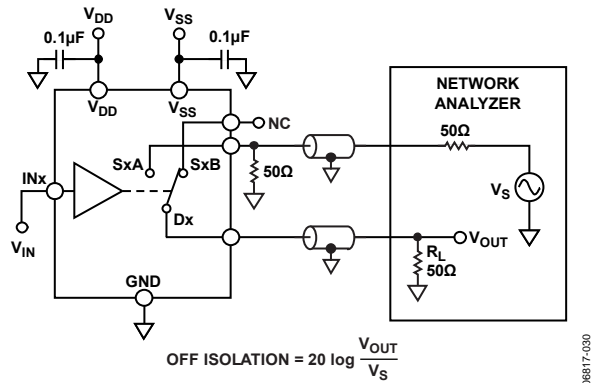 VDD
VSS
0.1µF
0.1µF
VDD
VSS
NC
SxA
SxB
50Ω
INx
Dx
VIN
GND
NETWORK
ANALYZER
50Ω
VS
VOUT
RL
50Ω
OFF ISOLATION = 20 log VOUT
VS
06817-030